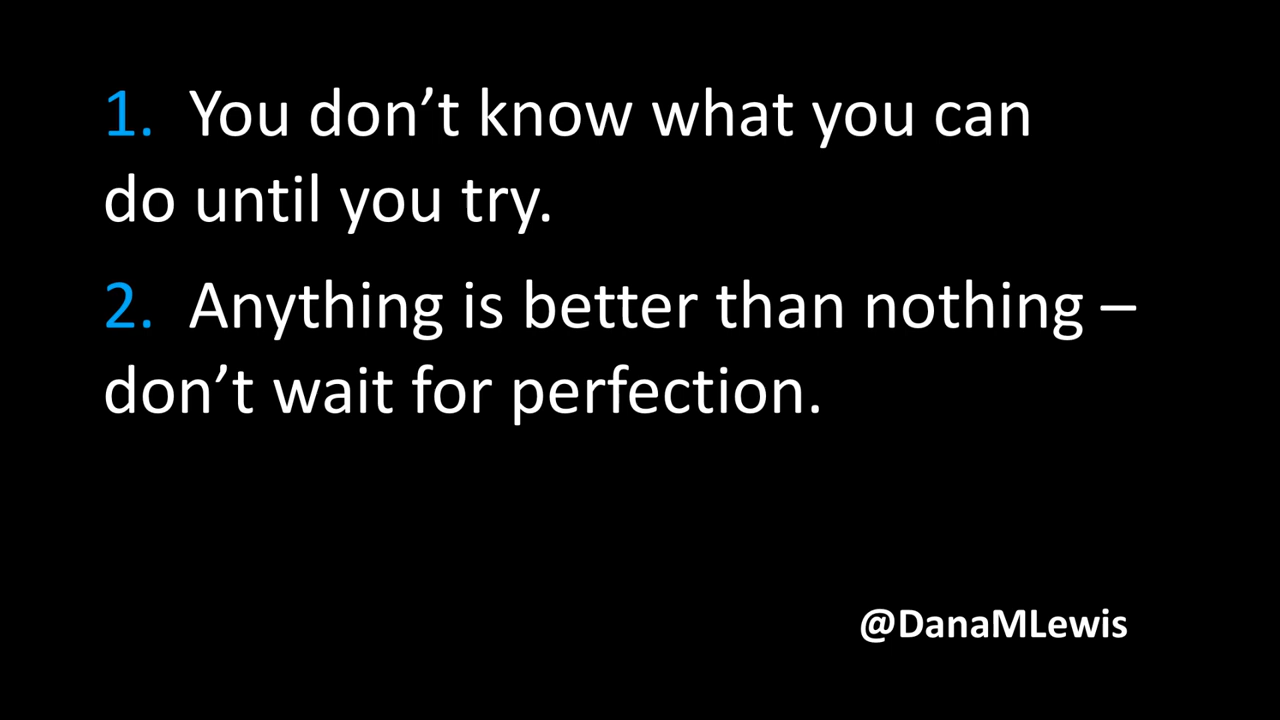 1. You don’t know what you can
do until you try.
2. Anything is better than nothing –
don’t wait for perfection.
@DanaMLewis